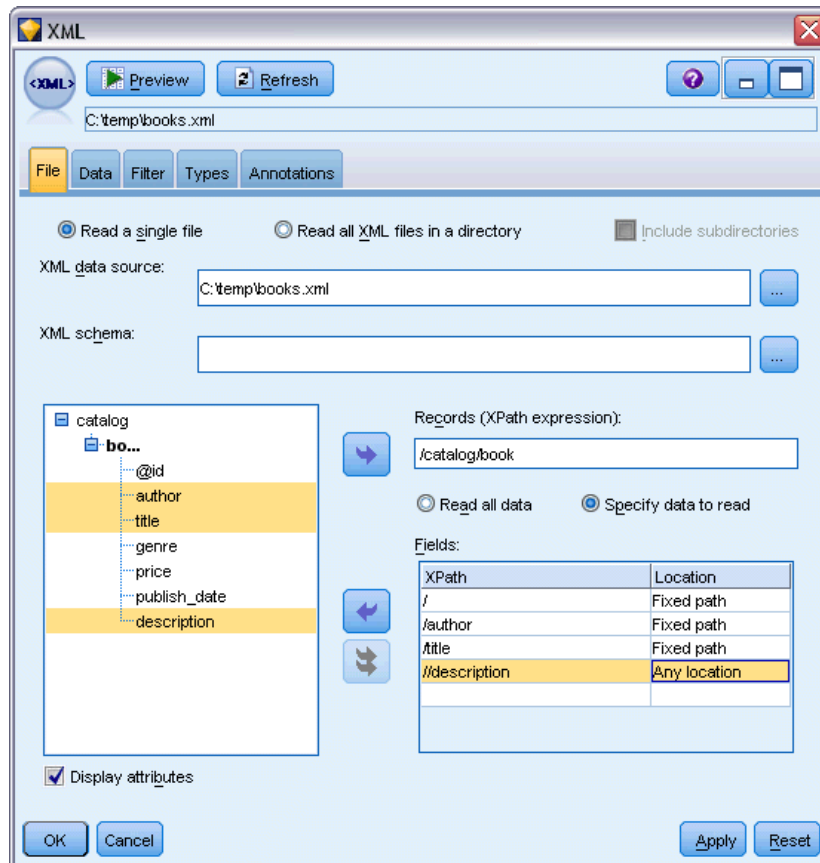 XML
<XML> Preview Refresh
C:\temp\books.xml
File Data Filter Types Annotations
Read a single file Read all XML files in a directory Include subdirectories
XML data source:
C:\temp\books.xml ...
XML schema:
...
catalog
bo...
@id
author
title
genre
price
publish_date
description
Display attributes
Records (XPath expression):
/catalog/book
Read all data Specify data to read
Fields:
XPath Location
/ Fixed path
/author Fixed path
/title Fixed path
//description Any location
OK Cancel Apply Reset